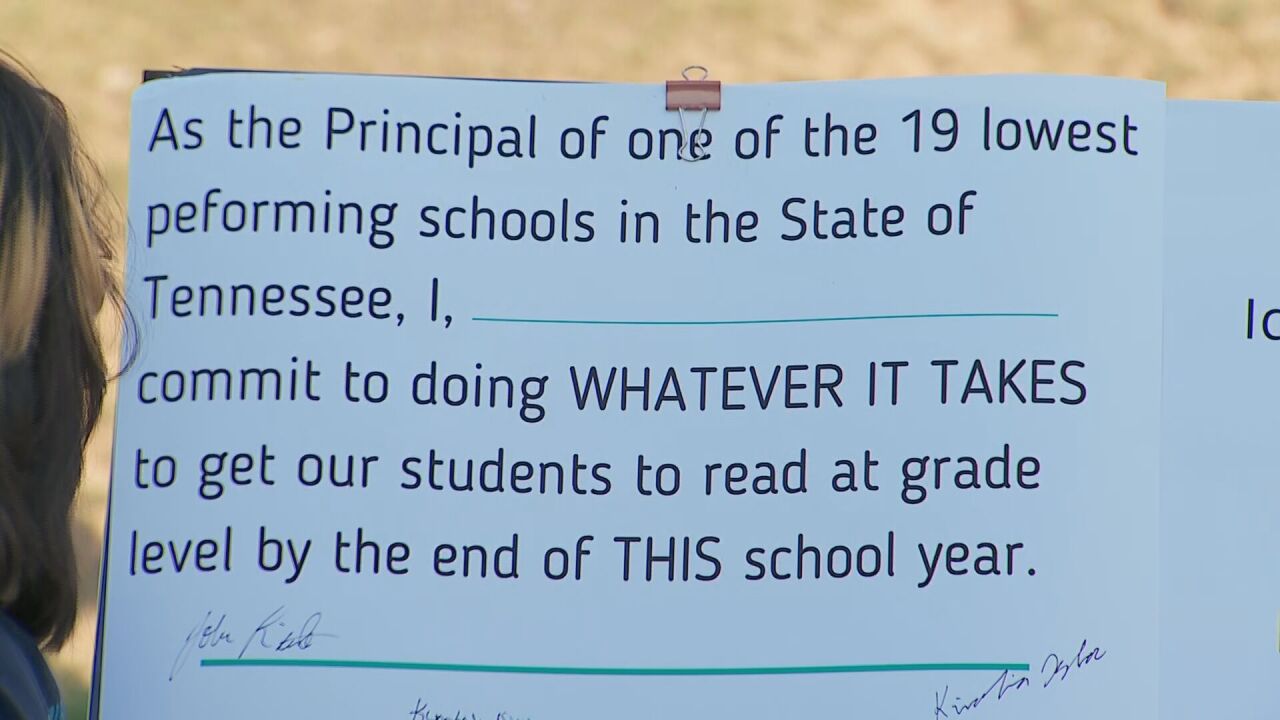 As the Principal of one of the 19 lowest
peforming schools in the State of
Tennessee, I,
commit to doing WHATEVER IT TAKES
to get our students to read at grade
level by the end of THIS school year.